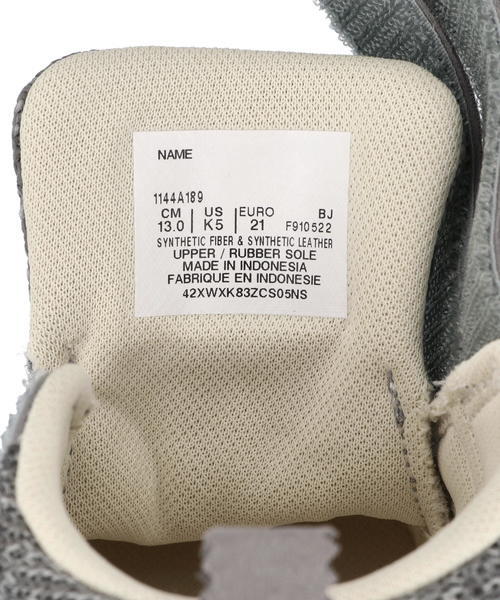 NAME
1144A189
CM US EURO BJ
13.0 K5 21 F910522
SYNTHETIC FIBER & SYNTHETIC LEATHER
UPPER / RUBBER SOLE
MADE IN INDONESIA
FABRIQUE EN INDONESIE
42XWXK83ZCS05NS